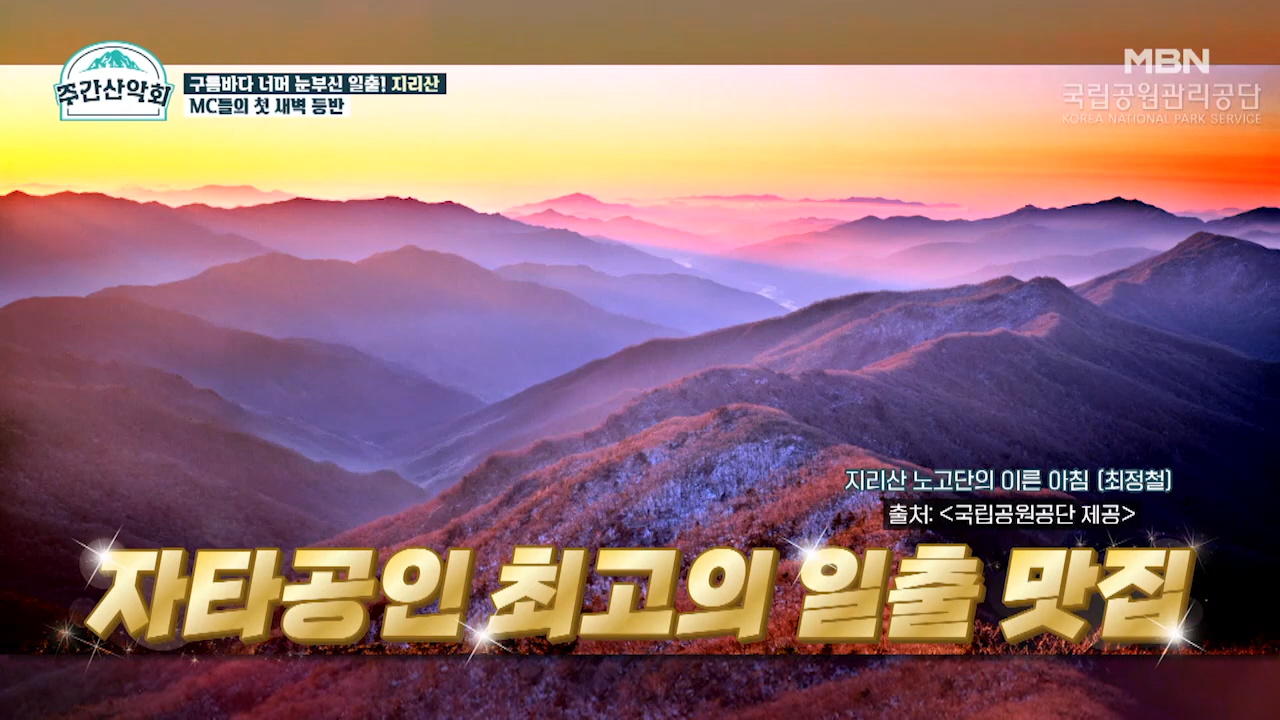 주간산악회
구름바다 너머 눈부신 일출! 지리산
MC들의 첫 새벽 등반
MBN
국립공원관리공단
KOREA NATIONAL PARK SERVICE
지리산 노고단의 이른 아침 (최정철)
출처: <국립공원공단 제공>
자타공인 최고의 일출 맛집